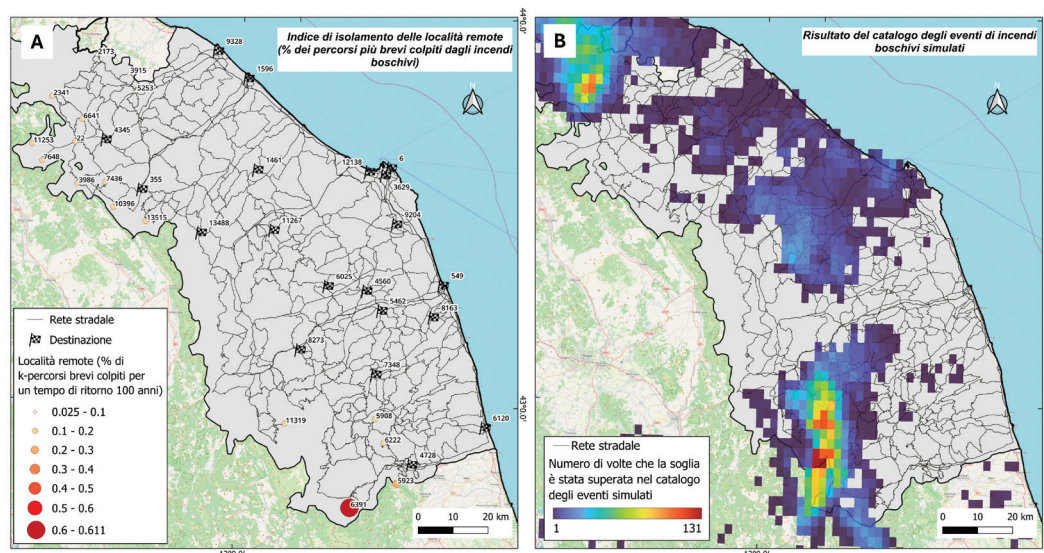 A
Indice di isolamento delle località remote
(% dei percorsi più brevi colpiti dagli incendi
boschivi)
9328
2173
3915
1596
5253
2341
6641
4345
11253
22
7648
1461
12138
6
3986
7436
355
3629
10396
13515
9204
13488
11267
6025
4560
549
5462
8163
8273
7348
11319
5908
6120
6222
4728
5923
6391
Rete stradale
Destinazione
Località remote (% di
k-percorsi brevi colpiti per
un tempo di ritorno 100 anni)
0.025 - 0.1
0.1 - 0.2
0.2 - 0.3
0.3 - 0.4
0.4 - 0.5
0.5 - 0.6
0.6 - 0.611
0 10 20 km
B
Risultato del catalogo degli eventi di incendi
boschivi simulati
44°0.0'
43°0.0'
Rete stradale
Numero di volte che la soglia
è stata superata nel catalogo
degli eventi simulati
1 131
0 10 20 km